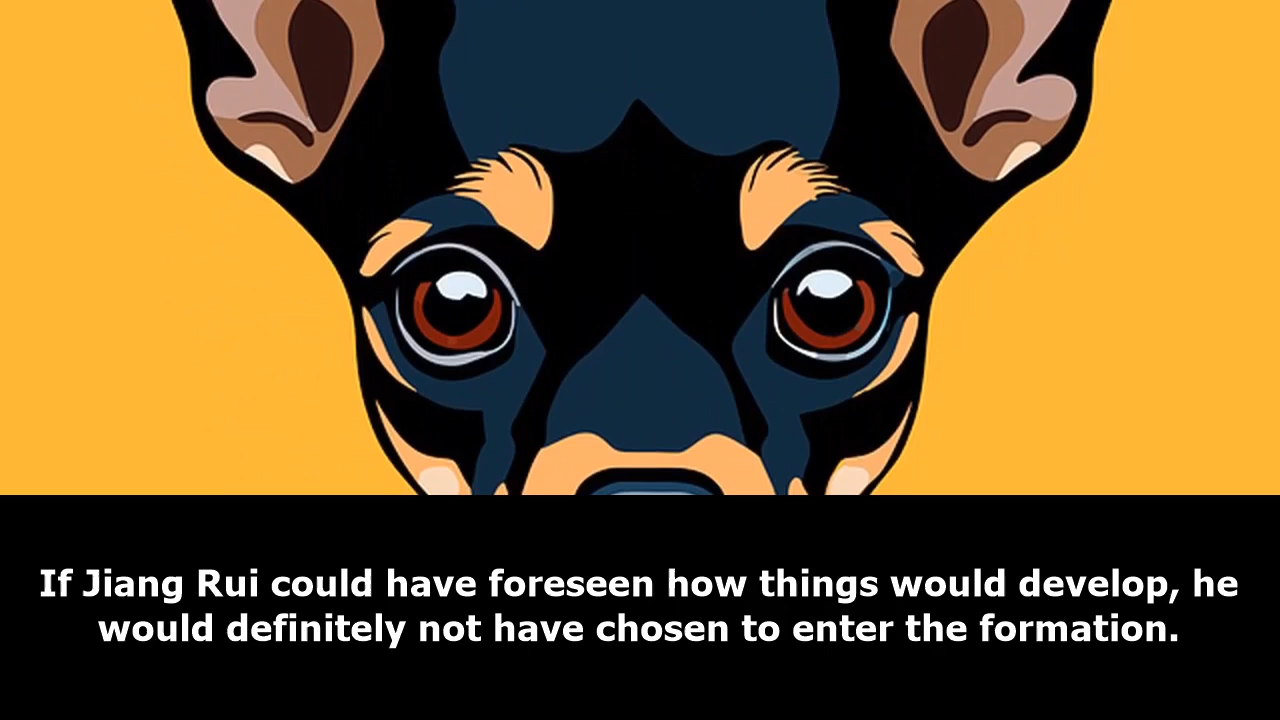 If Jiang Rui could have foreseen how things would develop, he
would definitely not have chosen to enter the formation.